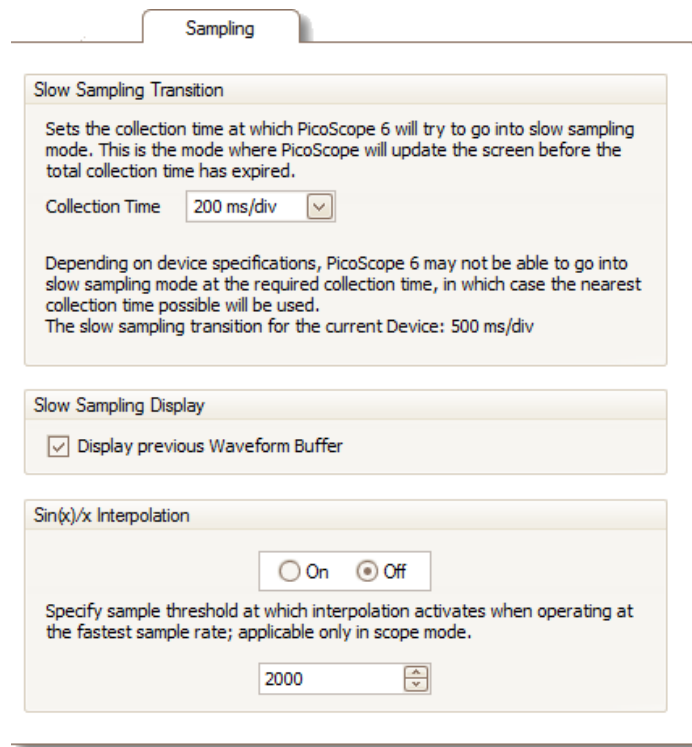 Sampling
Slow Sampling Transition
Sets the collection time at which PicoScope 6 will try to go into slow sampling
mode. This is the mode where PicoScope will update the screen before the
total collection time has expired.
Collection Time 200 ms/div
Depending on device specifications, PicoScope 6 may not be able to go into
slow sampling mode at the required collection time, in which case the nearest
collection time possible will be used.
The slow sampling transition for the current Device: 500 ms/div
Slow Sampling Display
Display previous Waveform Buffer
Sin(x)/x Interpolation
On Off
Specify sample threshold at which interpolation activates when operating at
the fastest sample rate; applicable only in scope mode.
2000